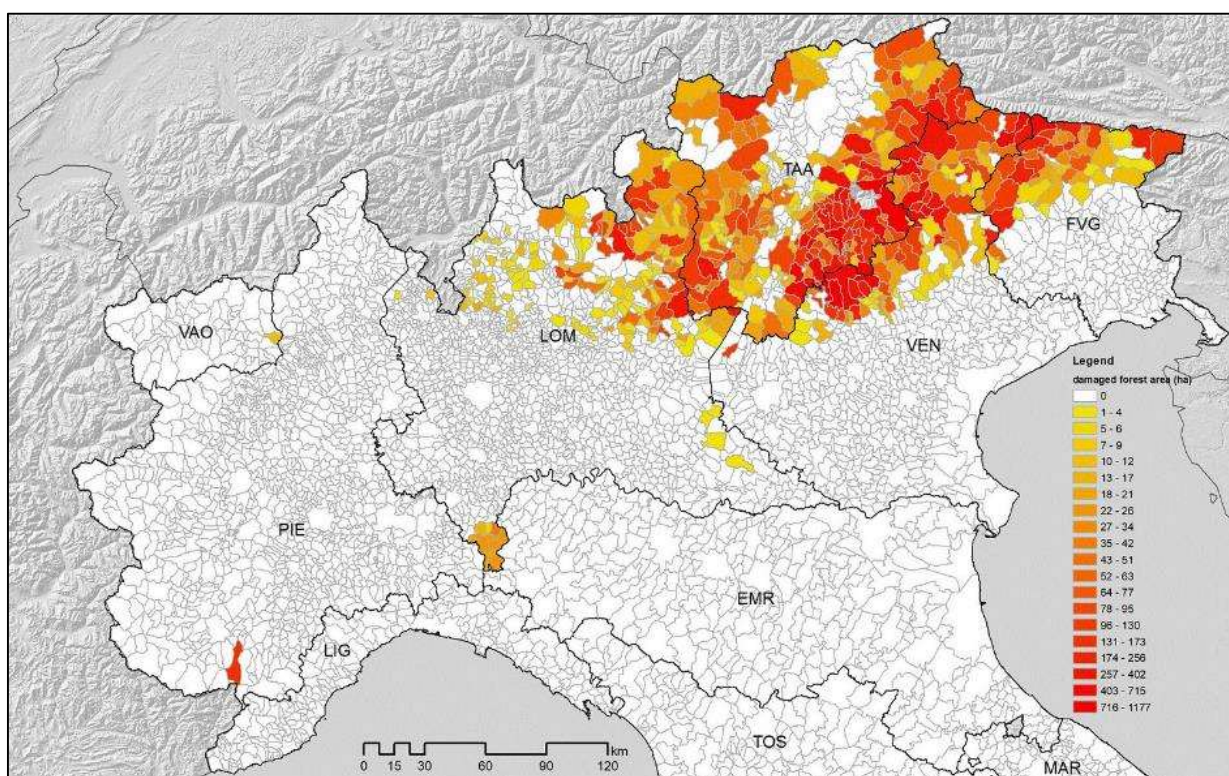 TAA
FVG
VAO
LOM
VEN
PIE
EMR
LIG
TOS
MAR
Legend
damaged forest area (ha)
0
1 - 4
5 - 6
7 - 9
10 - 12
13 - 17
18 - 21
22 - 26
27 - 34
35 - 42
43 - 51
52 - 63
64 - 77
78 - 95
96 - 130
131 - 173
174 - 256
257 - 402
403 - 715
716 - 1177
km
0 15 30 60 90 120